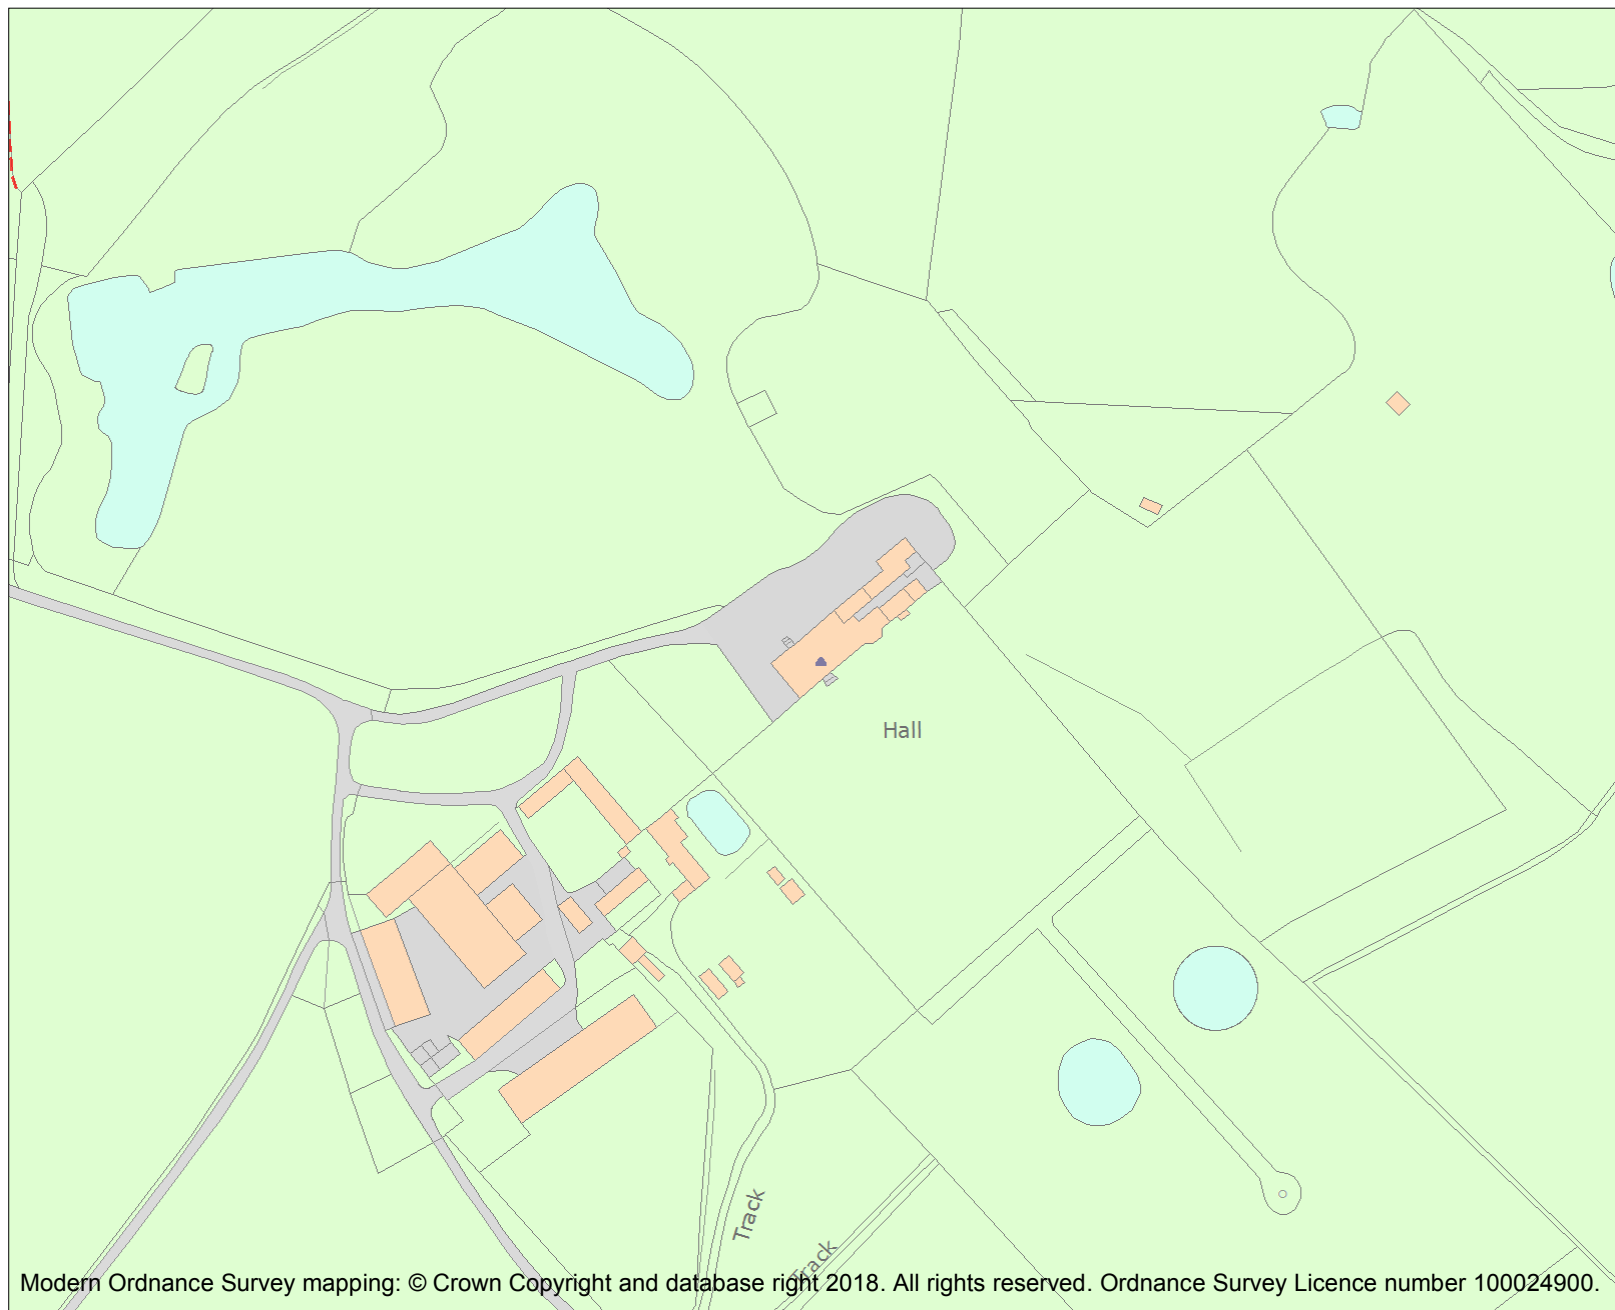 Hall
Track
Track
Modern Ordnance Survey mapping: © Crown Copyright and database right 2018. All rights reserved. Ordnance Survey Licence number 100024900.